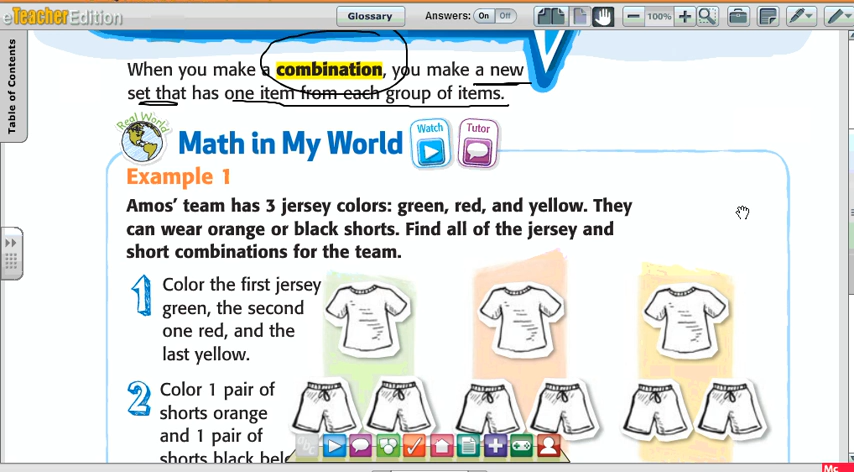 eTeacherEdition
Glossary
Answers: On Off
100%
Table of Contents
When you make a combination, you make a new
set that has one item from each group of items.
Real World
Math in My World
Watch
Tutor
Example 1
Amos’ team has 3 jersey colors: green, red, and yellow. They
can wear orange or black shorts. Find all of the jersey and
short combinations for the team.
1 Color the first jersey
green, the second
one red, and the
last yellow.
2 Color 1 pair of
shorts orange
and 1 pair of
shorts black bel
Mc